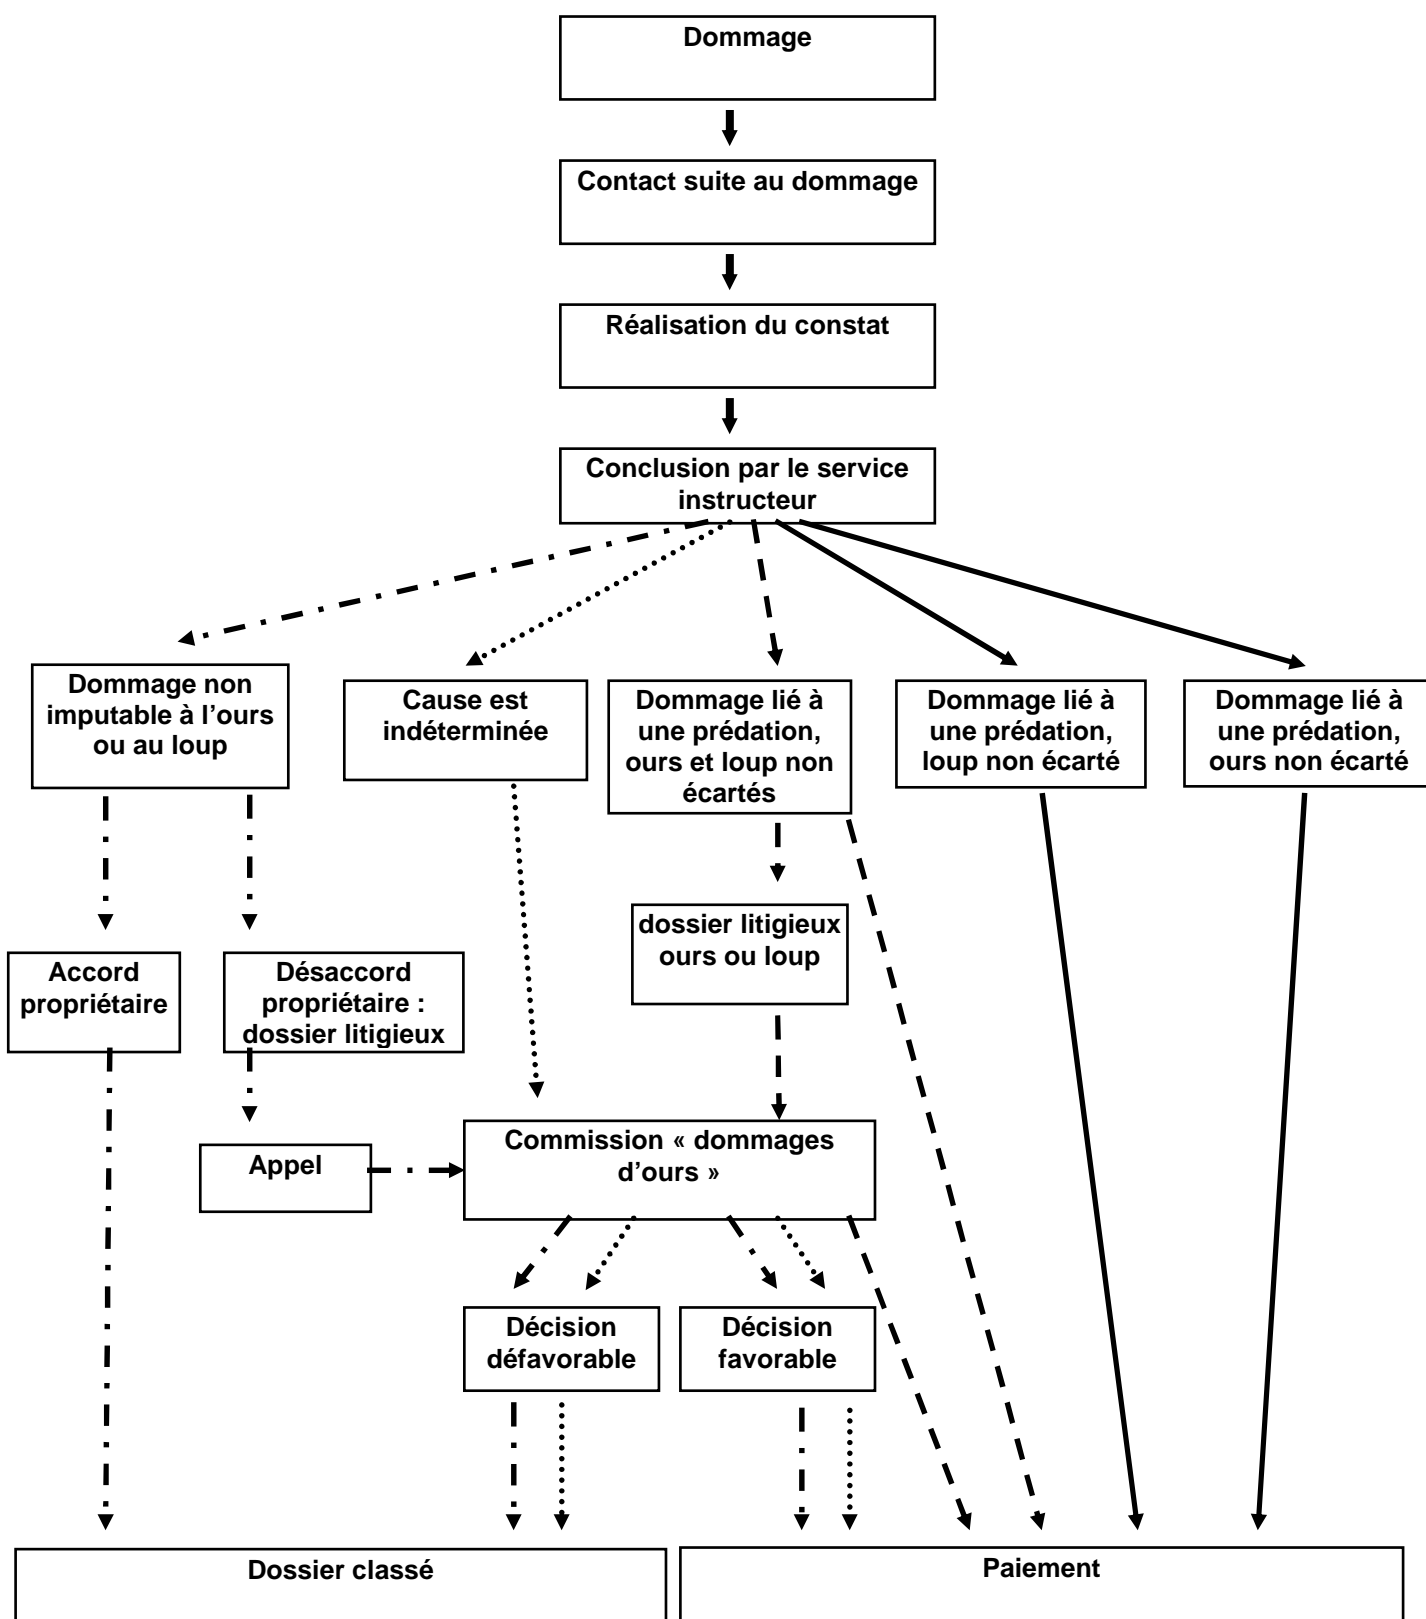 Dommage
Contact suite au dommage
Réalisation du constat
Conclusion par le service
instructeur
Dommage non
imputable à l’ours
ou au loup
Cause est
indéterminée
Dommage lié à
une prédation,
ours et loup non
écartés
Dommage lié à
une prédation,
loup non écarté
Dommage lié à
une prédation,
ours non écarté
dossier litigieux
ours ou loup
Accord
propriétaire
Désaccord
propriétaire :
dossier litigieux
Appel
Commission « dommages
d’ours »
Décision
défavorable
Décision
favorable
Dossier classé
Paiement